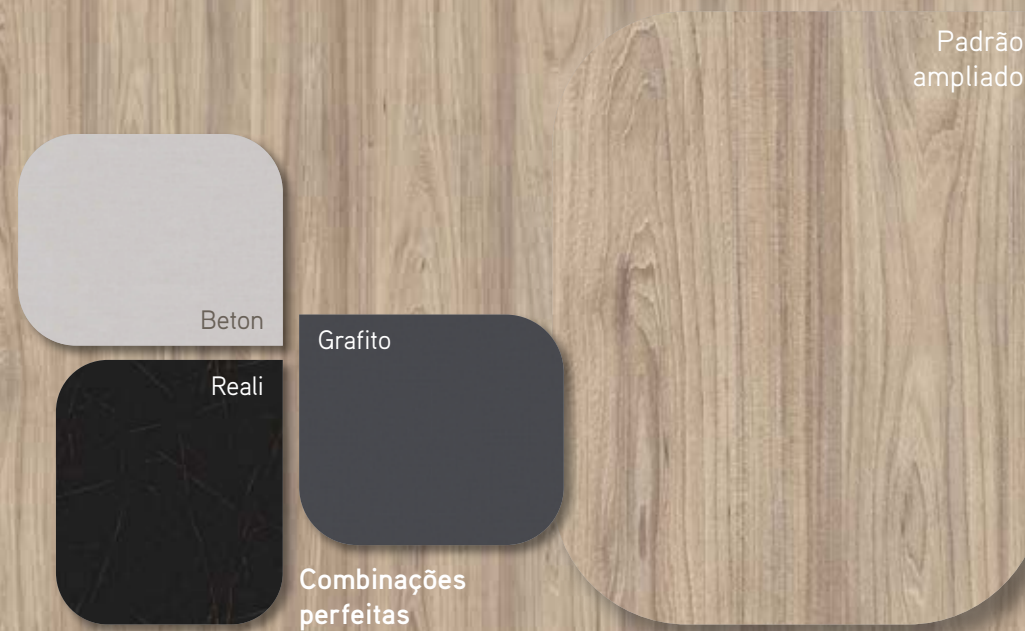 Padrão
ampliado
Beton
Grafito
Reali
Combinações
perfeitas